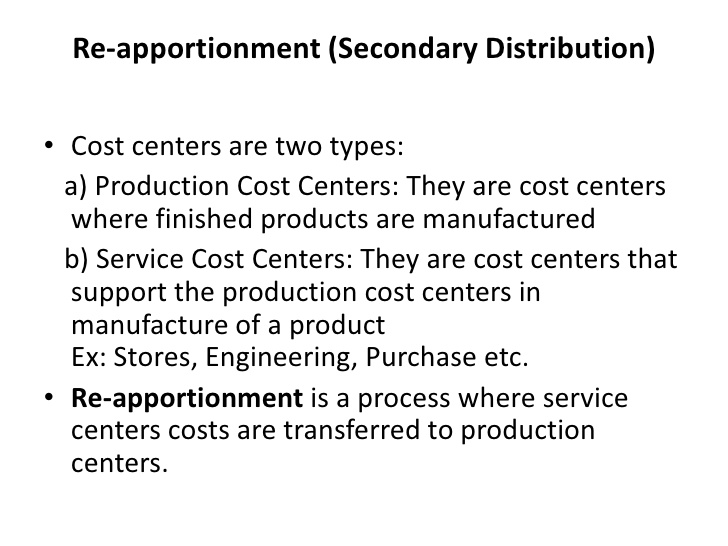 Re-apportionment (Secondary Distribution)
• Cost centers are two types:
a) Production Cost Centers: They are cost centers
where finished products are manufactured
b) Service Cost Centers: They are cost centers that
support the production cost centers in
manufacture of a product
Ex: Stores, Engineering, Purchase etc.
• Re-apportionment is a process where service
centers costs are transferred to production
centers.